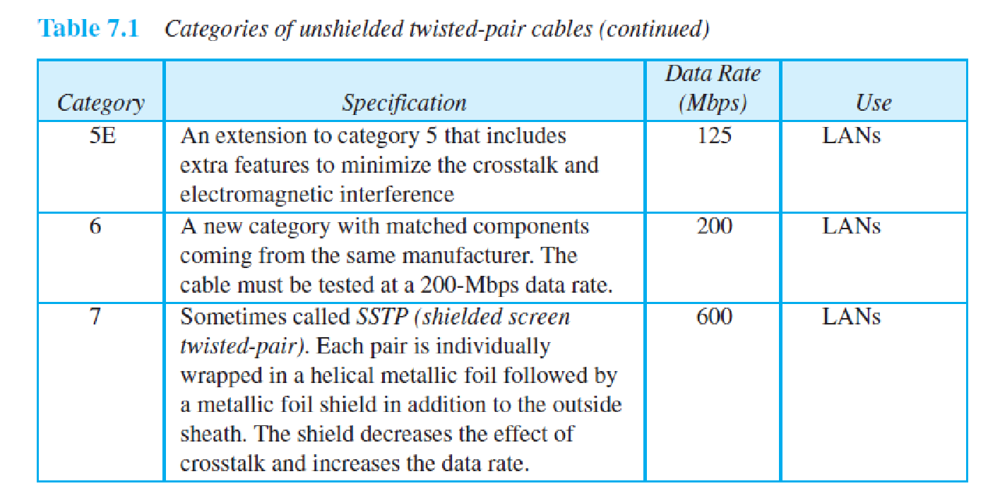 Table 7.1 Categories of unshielded twisted-pair cables (continued)
Category Specification Data Rate (Mbps) Use
5E An extension to category 5 that includes 125 LANs
extra features to minimize the crosstalk and
electromagnetic interference
6 A new category with matched components 200 LANs
coming from the same manufacturer. The
cable must be tested at a 200-Mbps data rate.
7 Sometimes called SSTP (shielded screen 600 LANs
twisted-pair). Each pair is individually
wrapped in a helical metallic foil followed by
a metallic foil shield in addition to the outside
sheath. The shield decreases the effect of
crosstalk and increases the data rate.